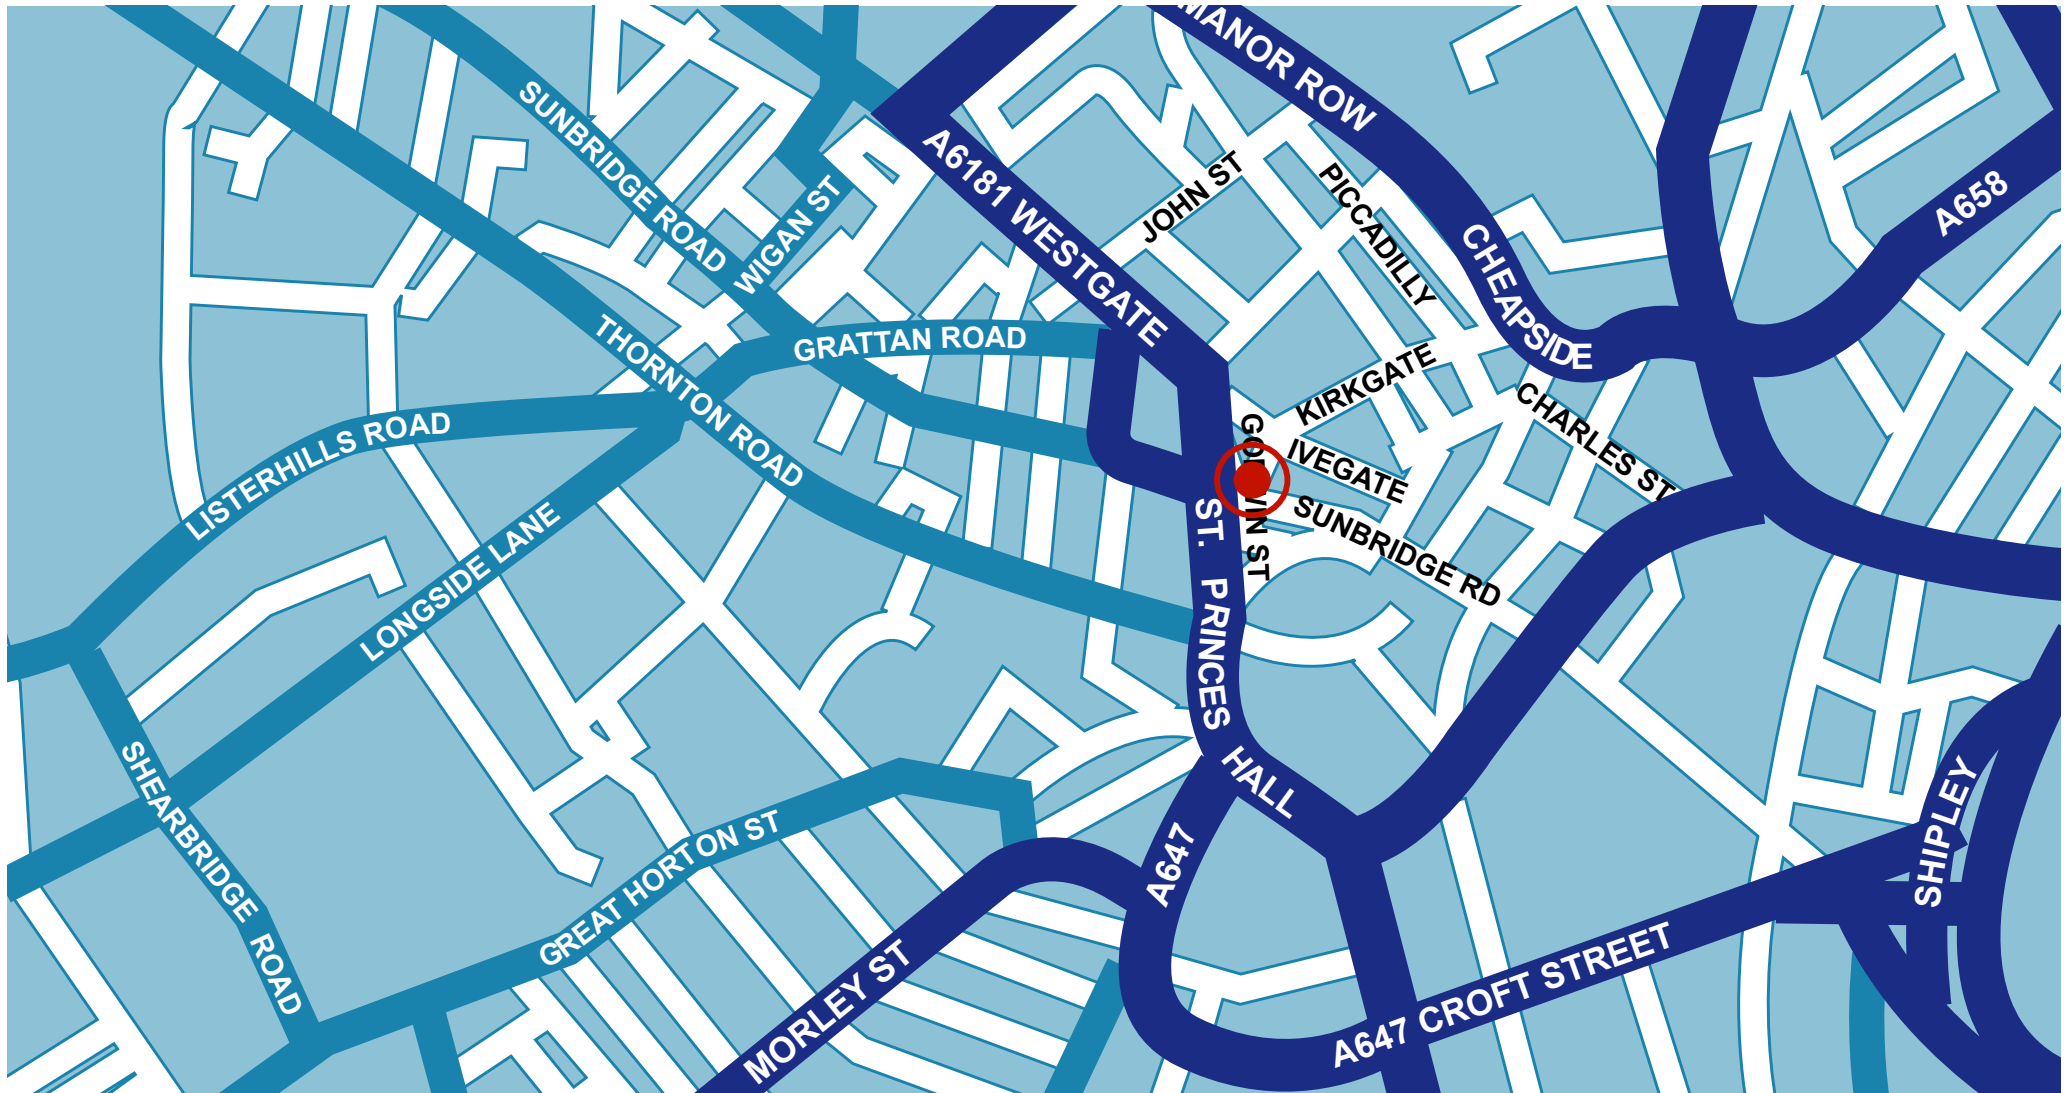 MANOR ROW
SUNBRIDGE ROAD
A6181 WESTGATE
JOHN ST
PICCADILLY
WIGAN ST
A658
CHEAPSIDE
THORNTON ROAD
GRATTAN ROAD
KIRKGATE
CHARLES ST
LISTERHILLS ROAD
IVEGATE
LONGSIDE LANE
ST. PRINCES HALL
SUNBRIDGE RD
SHEARBRIDGE ROAD
GREAT HORTON ST
A647
SHIPLEY
MORLEY ST
A647 CROFT STREET